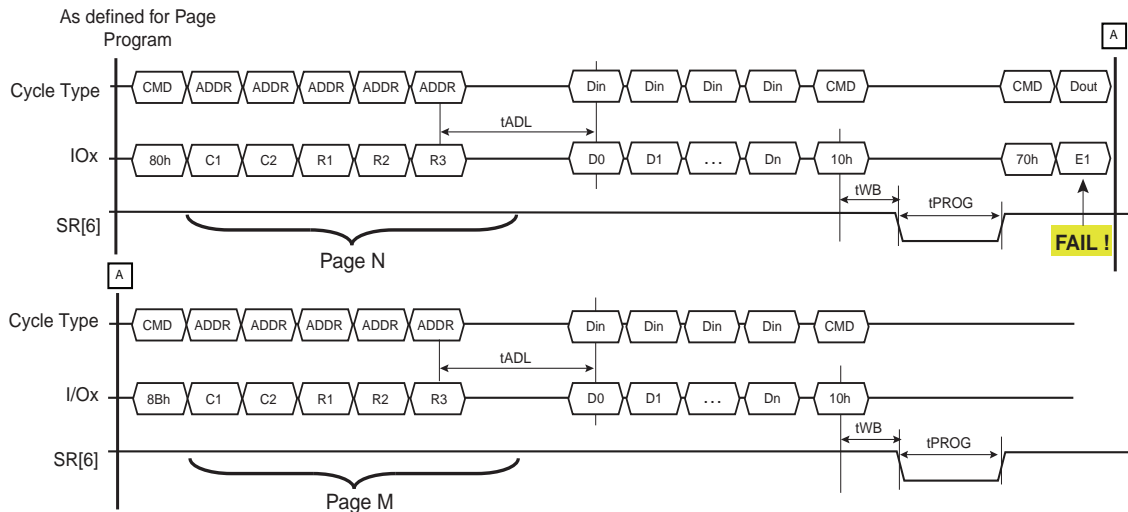 As defined for Page
Program
A
Cycle Type CMD ADDR ADDR ADDR ADDR ADDR Din Din Din Din CMD CMD Dout
tADL
IOx 80h C1 C2 R1 R2 R3 D0 D1 ... Dn 10h 70h E1
tWB tPROG
SR[6]
FAIL !
Page N
A
Cycle Type CMD ADDR ADDR ADDR ADDR ADDR Din Din Din Din CMD
tADL
I/Ox 8Bh C1 C2 R1 R2 R3 D0 D1 ... Dn 10h
tWB tPROG
SR[6]
Page M